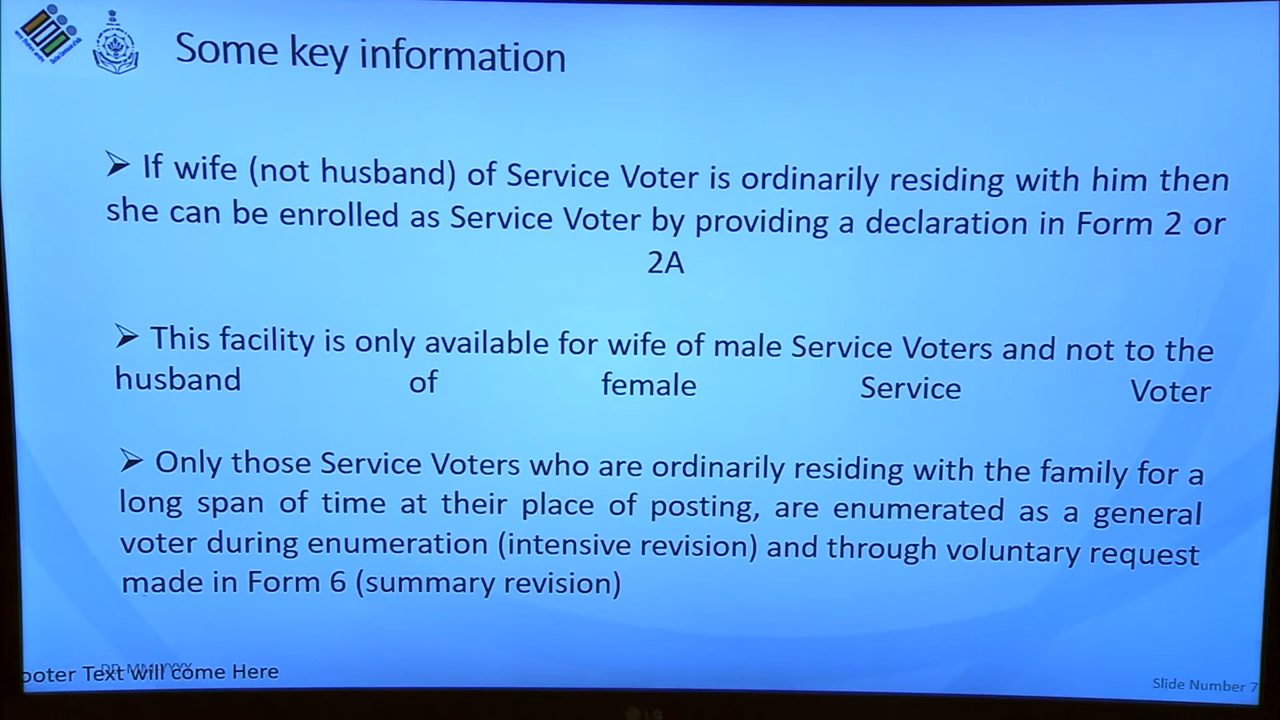 Some key information
➢ If wife (not husband) of Service Voter is ordinarily residing with him then
she can be enrolled as Service Voter by providing a declaration in Form 2 or
2A
➢ This facility is only available for wife of male Service Voters and not to the
husband of female Service Voter
➢ Only those Service Voters who are ordinarily residing with the family for a
long span of time at their place of posting, are enumerated as a general
voter during enumeration (intensive revision) and through voluntary request
made in Form 6 (summary revision)
ooter Text will come Here
Slide Number 7
LG